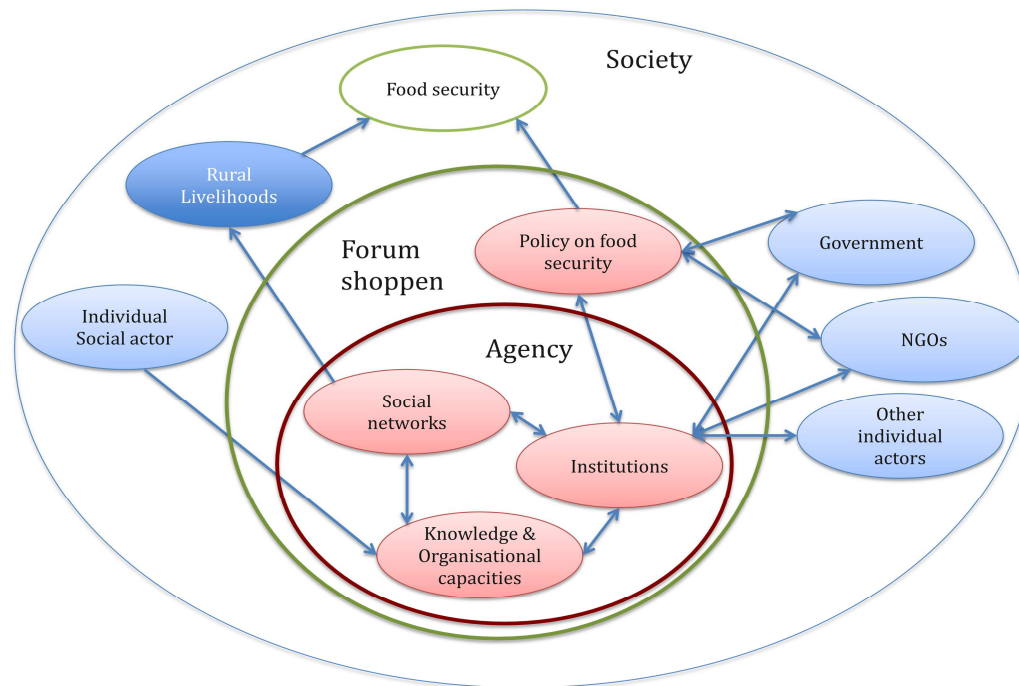 Society
Food security
Rural
Livelihoods
Forum
shoppen
Policy on food
security
Government
Individual
Social actor
NGOs
Agency
Social
networks
Other
individual
actors
Institutions
Knowledge &
Organisational
capacities